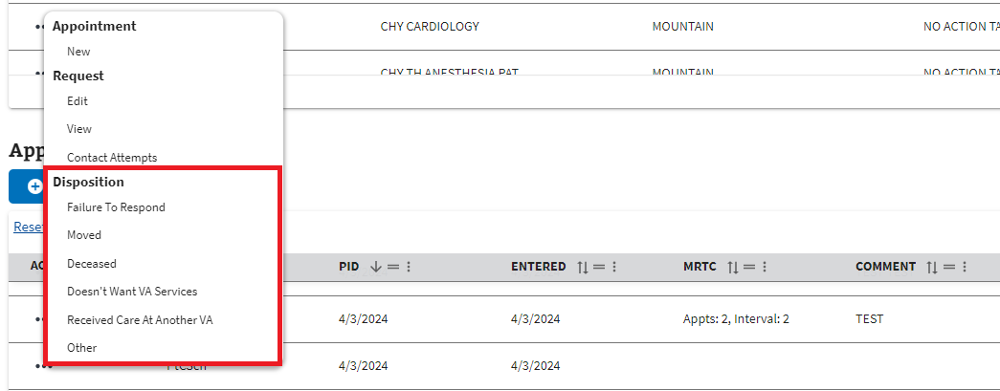 Appointment
CHY CARDIOLOGY MOUNTAIN NO ACTION TA
New
Request
CHY TH ANESTHESIA PAT MOUNTAIN NO ACTION TA
Edit
View
App
Contact Attempts
Disposition
Failure To Respond
Rese
Moved
Deceased
PID ENTERED MRTC COMMENT
Doesn't Want VA Services
Received Care At Another VA
4/3/2024 4/3/2024 Appts: 2, Interval: 2 TEST
Other
4/3/2024 4/3/2024